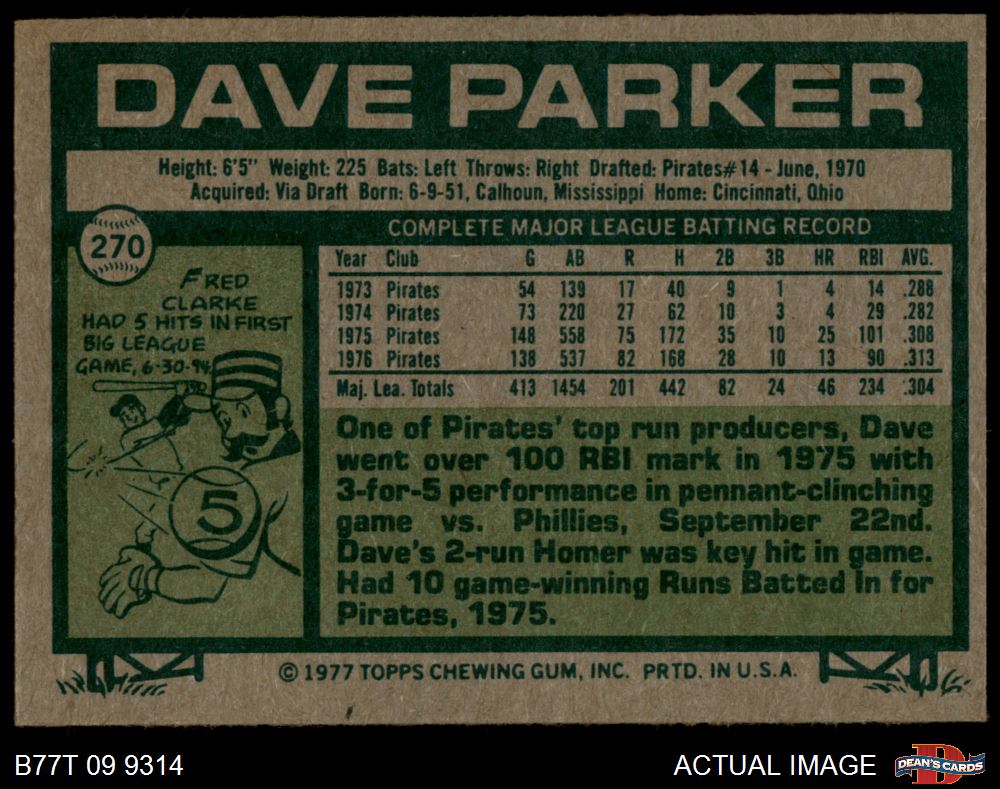 DAVE PARKER
Height: 6'5" Weight: 225 Bats: Left Throws: Right Drafted: Pirates#14 - June, 1970
Acquired: Via Draft Born: 6-9-51, Calhoun, Mississippi Home: Cincinnati, Ohio
270
FRED
CLARKE
HAD 5 HITS IN FIRST
BIG LEAGUE
GAME, 6-30-94
5
COMPLETE MAJOR LEAGUE BATTING RECORD
Year Club G AB R H 2B 3B HR RBI AVG.
1973 Pirates 54 139 17 40 9 1 4 14 .288
1974 Pirates 73 220 27 62 10 3 4 29 .282
1975 Pirates 148 558 75 172 35 10 25 101 .308
1976 Pirates 138 537 82 168 28 10 13 90 .313
Maj. Lea. Totals 413 1454 201 442 82 24 46 234 .304
One of Pirates' top run producers, Dave
went over 100 RBI mark in 1975 with
3-for-5 performance in pennant-clinching
game vs. Phillies, September 22nd.
Dave's 2-run Homer was key hit in game.
Had 10 game-winning Runs Batted In for
Pirates, 1975.
© 1977 TOPPS CHEWING GUM, INC. PRTD. IN U.S.A.
B77T 09 9314
ACTUAL IMAGE
DEAN'S CARDS